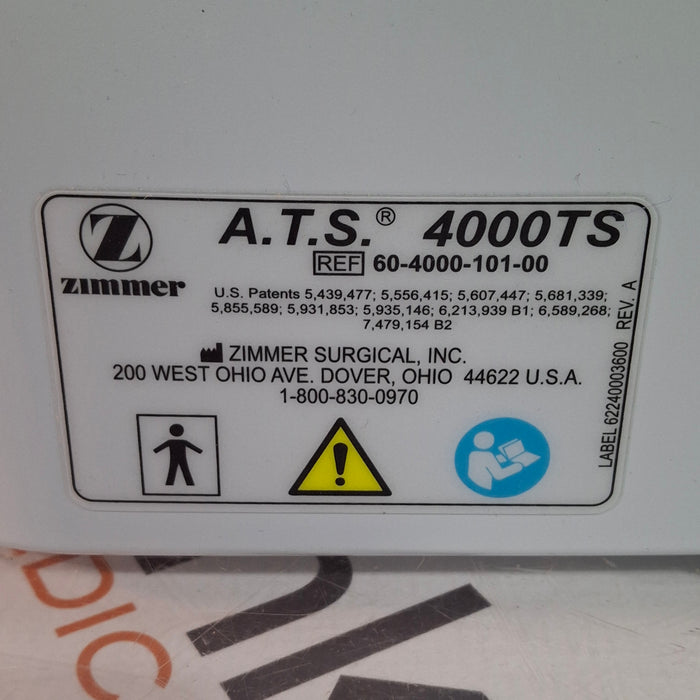 Z
zimmer
A.T.S.® 4000TS
REF 60-4000-101-00
U.S. Patents 5,439,477; 5,556,415; 5,607,447; 5,681,339;
5,855,589; 5,931,853; 5,935,146; 6,213,939 B1; 6,589,268;
7,479,154 B2
ZIMMER SURGICAL, INC.
200 WEST OHIO AVE. DOVER, OHIO 44622 U.S.A.
1-800-830-0970
LABEL 62240003600 REV. A
DIC